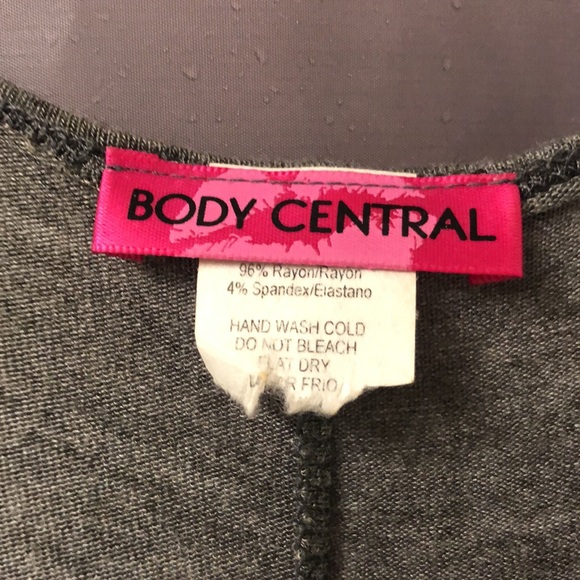 BODY CENTRAL
96% Rayon/Rayon
4% Spandex/Elastano
HAND WASH COLD
DO NOT BLEACH
FLAT DRY
FRIO